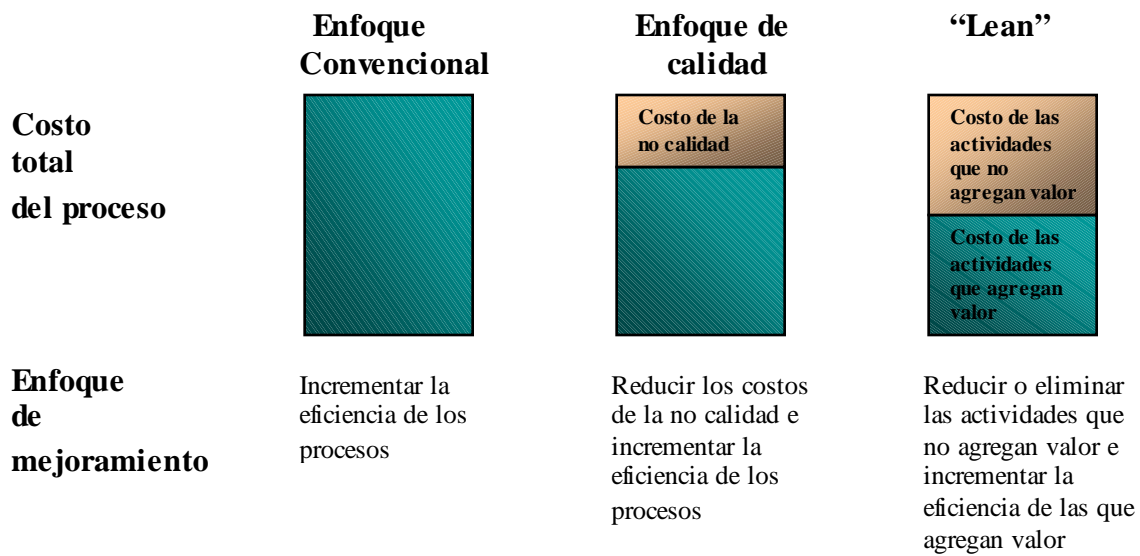 Enfoque
Convencional
Enfoque de
calidad
“Lean”
Costo
total
del proceso
Costo de la
no calidad
Costo de las
actividades
que no
agregan valor
Costo de las
actividades
que agregan
valor
Enfoque
de
mejoramiento
Incrementar la
eficiencia de los
procesos
Reducir los costos
de la no calidad e
incrementar la
eficiencia de los
procesos
Reducir o eliminar
las actividades que
no agregan valor e
incrementar la
eficiencia de las que
agregan valor